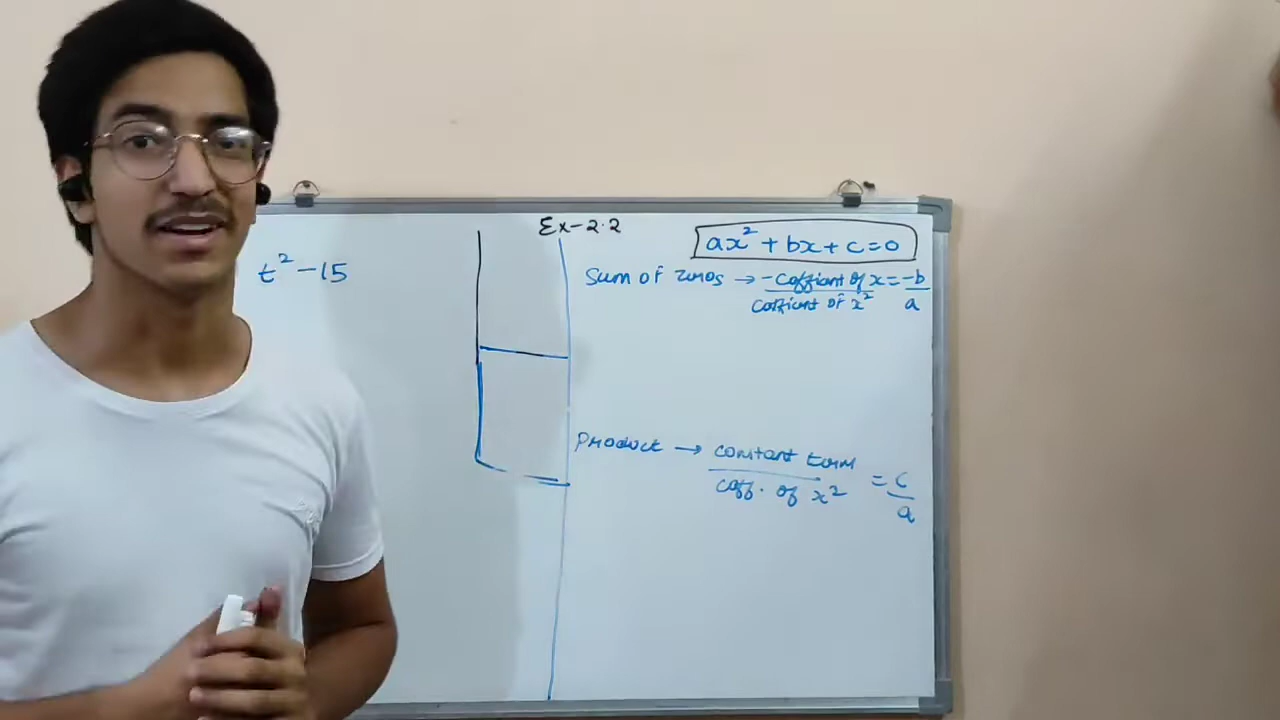 Ex-2.2
t² - 15
ax² + bx + c = 0
Sum of zeros → -coffiant of x = -b
cofficient of x² a
Product → constant term
coff. of x² = c
a